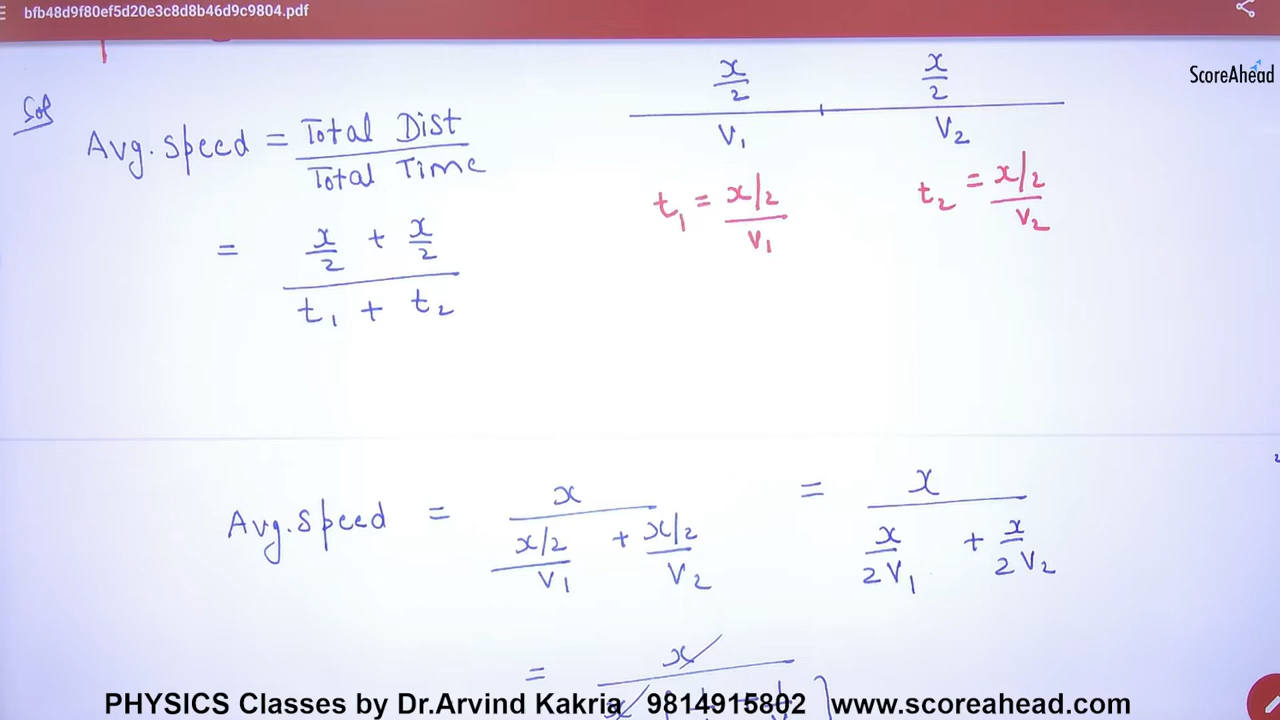 bfb48d9f80ef5d20e3c8d8b46d9c9804.pdf
ScoreAhead
Sol
x/2 x/2
V₁ V₂
Avg. Speed = Total Dist / Total Time
t₁ = x/2 / V₁ t₂ = x/2 / V₂
= x/2 + x/2 / t₁ + t₂
Avg. Speed = x / x/2 / V₁ + x/2 / V₂ = x / x/2V₁ + x/2V₂
= x / x
PHYSICS Classes by Dr.Arvind Kakria 9814915802 www.scoreahead.com